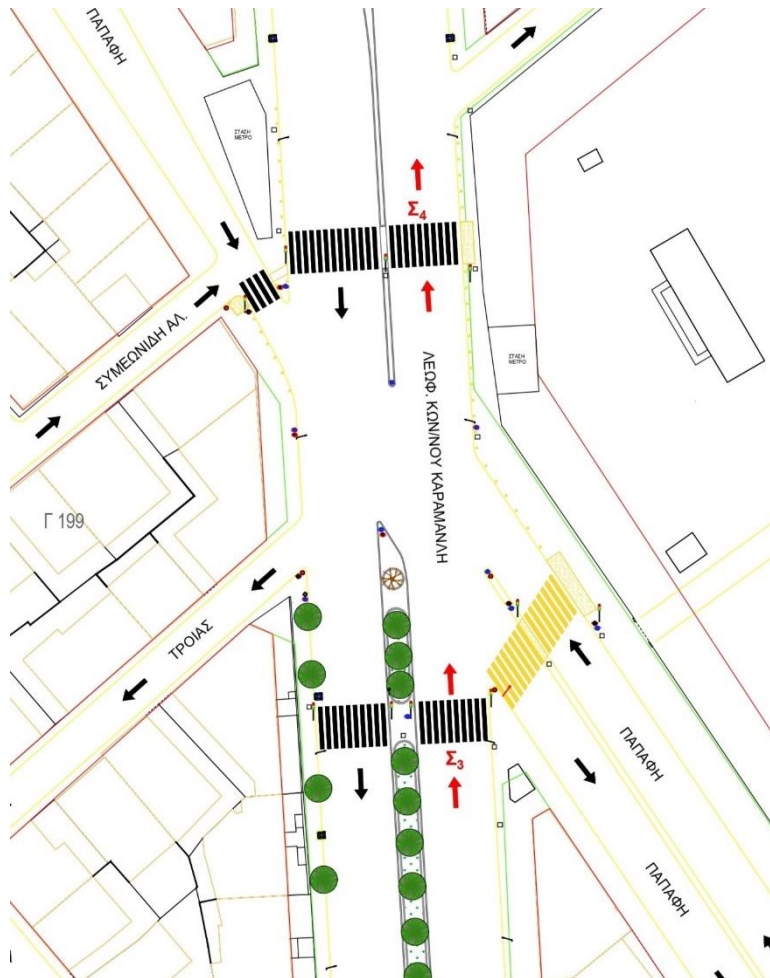 ΠΑΠΑΦΗ
ΣΤΑΣΗ
ΜΕΤΡΟ
Σ4
ΣΥΜΕΩΝΙΔΗ ΑΛ.
ΛΕΩΦ. ΚΩΝ/ΝΟΥ ΚΑΡΑΜΑΝΛΗ
ΣΤΑΣΗ
ΜΕΤΡΟ
Γ 199
ΤΡΟΙΑΣ
Σ3
ΠΑΠΑΦΗ
ΠΑΠΑΦΗ